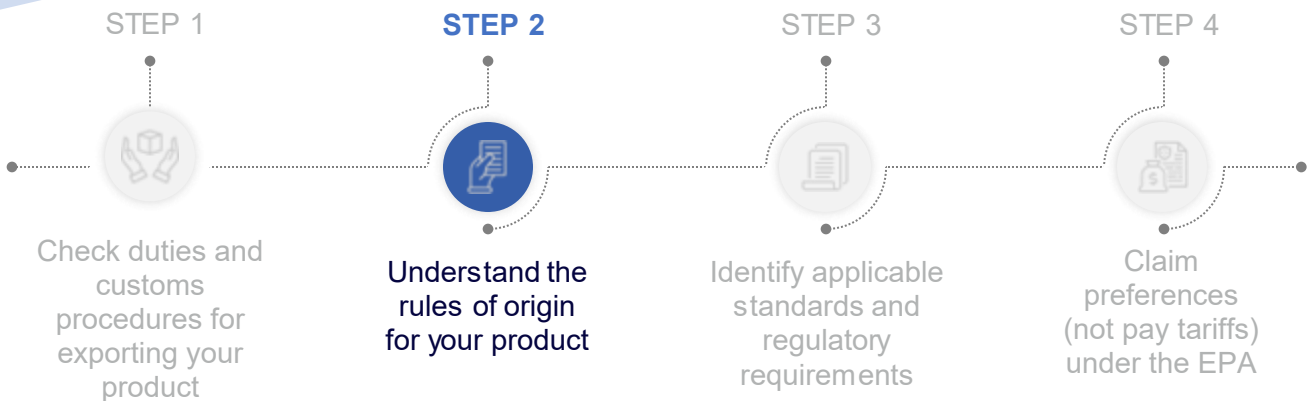 STEP 1
Check duties and
customs
procedures for
exporting your
product
STEP 2
Understand the
rules of origin
for your product
STEP 3
Identify applicable
standards and
regulatory
requirements
STEP 4
Claim
preferences
(not pay tariffs)
under the EPA